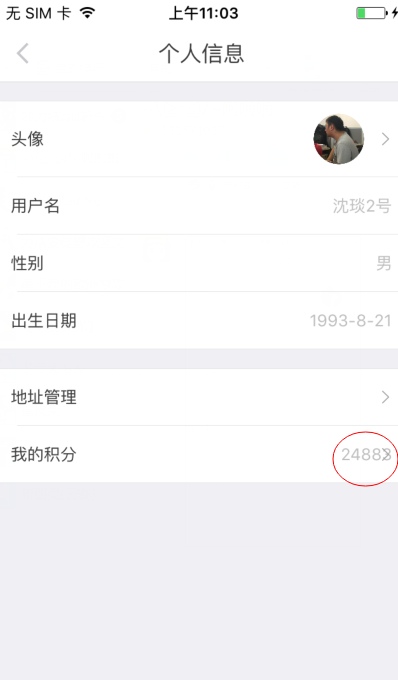 无 SIM 卡 上午11:03
个人信息
头像
用户名 沈琰2号
性别 男
出生日期 1993-8-21
地址管理
我的积分 24883